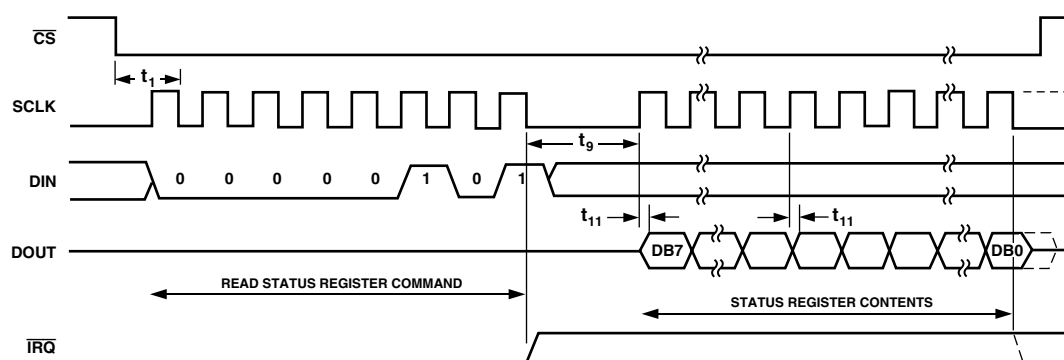 CS
t1
SCLK
t9
DIN 0 0 0 0 0 1 0 1
t11 t11
DOUT DB7 DB0
READ STATUS REGISTER COMMAND
STATUS REGISTER CONTENTS
IRQ